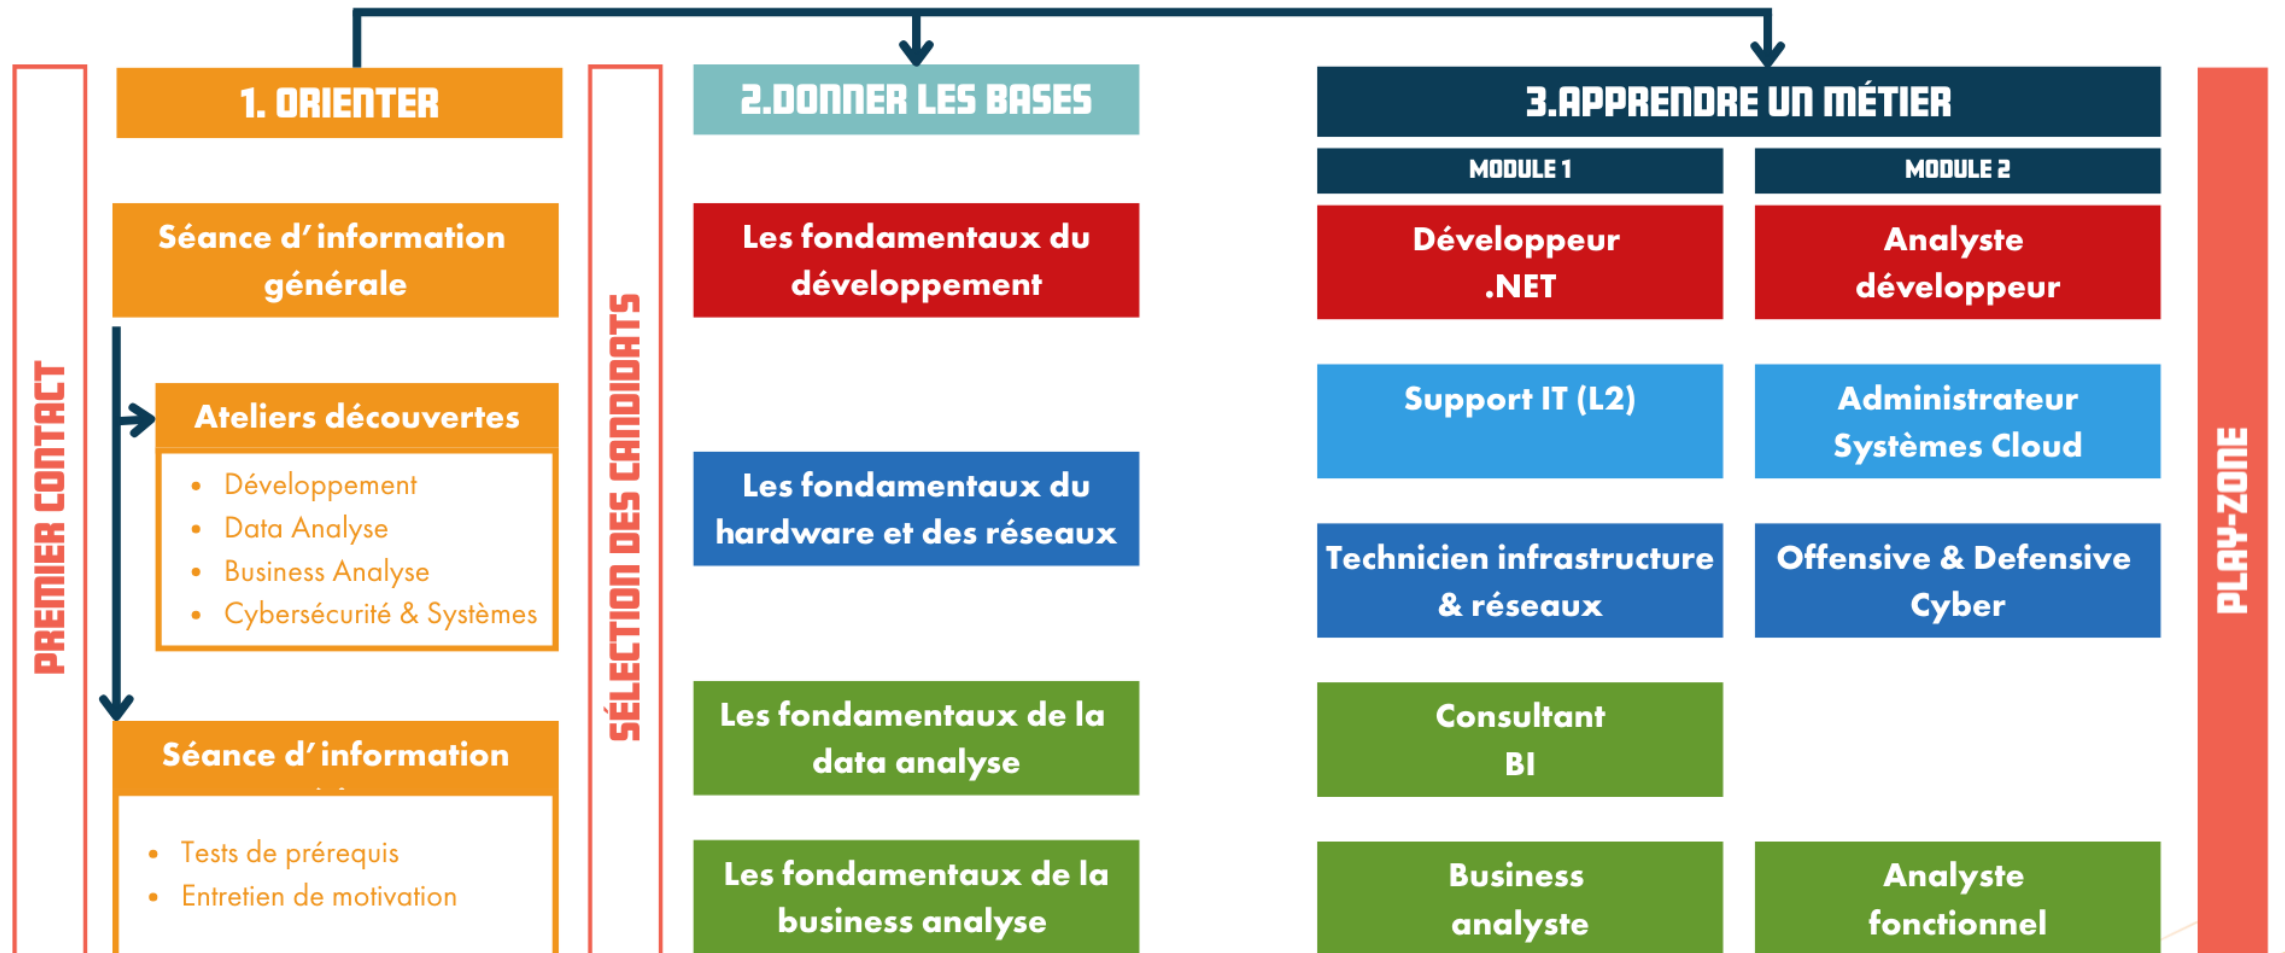 PREMIER CONTACT
1. ORIENTER
Séance d'information
générale
Ateliers découvertes
• Développement
• Data Analyse
• Business Analyse
• Cybersécurité & Systèmes
Séance d'information
• Tests de prérequis
• Entretien de motivation
SÉLECTION DES CANDIDATS
2.DONNER LES BASES
Les fondamentaux du
développement
Les fondamentaux du
hardware et des réseaux
Les fondamentaux de la
data analyse
Les fondamentaux de la
business analyse
3.APPRENDRE UN MÉTIER
MODULE 1
MODULE 2
Développeur
.NET
Analyste
développeur
Support IT (L2)
Administrateur
Systèmes Cloud
Technicien infrastructure
& réseaux
Offensive & Defensive
Cyber
Consultant
BI
Business
analyste
Analyste
fonctionnel
PLAY-ZONE